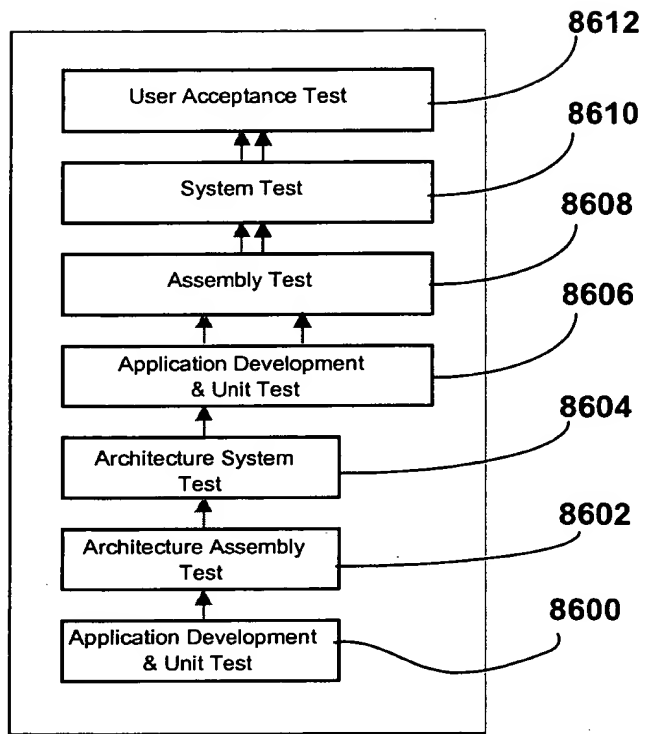 8612
User Acceptance Test
8610
System Test
8608
Assembly Test
8606
Application Development
& Unit Test
8604
Architecture System
Test
8602
Architecture Assembly
Test
8600
Application Development
& Unit Test